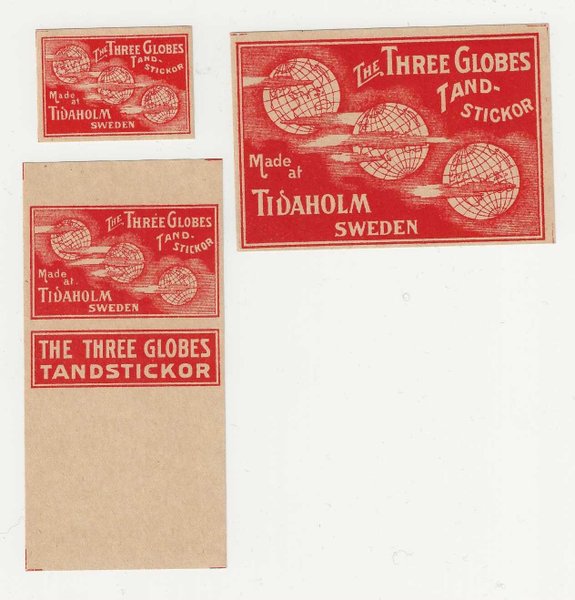 THE THREE GLOBES
TAND-
STICKOR
Made
at
TIDAHOLM
SWEDEN
THE THREE GLOBES
TAND-
STICKOR
Made
at
TIDAHOLM
SWEDEN
THE THREE GLOBES
TAND-
STICKOR
Made
at
TIDAHOLM
SWEDEN
THE THREE GLOBES
TANDSTICKOR